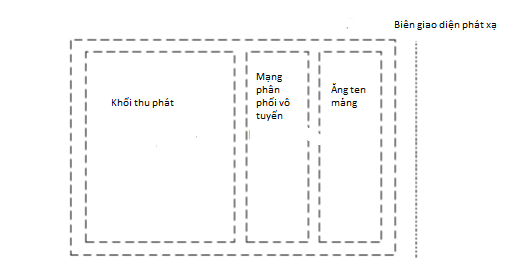 Biên giao diện phát xạ
Khối thu phát
Mạng
phân
phối vô
tuyến
Ăng ten
mảng